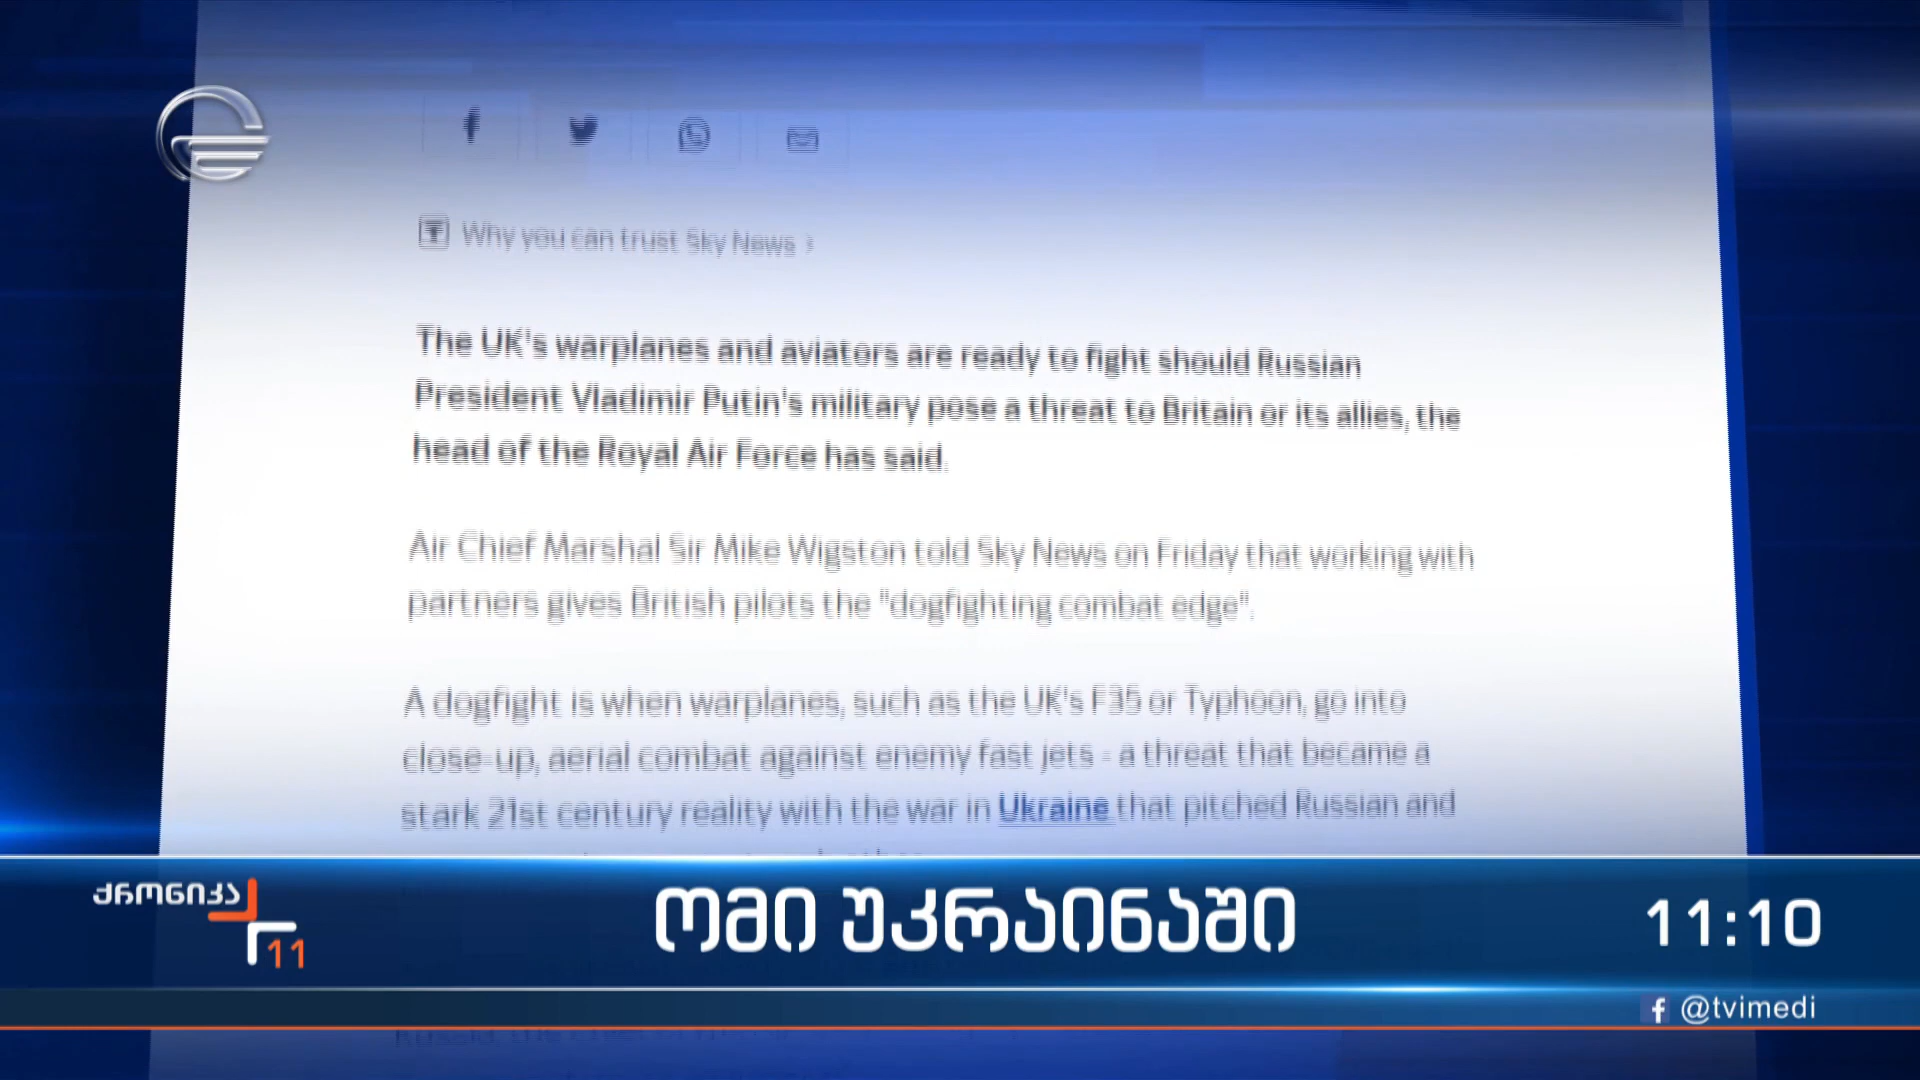 Why you can trust Sky News
The UK's warplanes and aviators are ready to fight should Russian
President Vladimir Putin's military pose a threat to Britain or its allies, the
head of the Royal Air Force has said.
Air Chief Marshal Sir Mike Wigston told Sky News on Friday that working with
partners gives British pilots the "dogfighting combat edge".
A dogfight is when warplanes, such as the UK's F35 or Typhoon, go into
close-up, aerial combat against enemy fast jets - a threat that became a
stark 21st century reality with the war in Ukraine that pitched Russian and
ქრონიკა
11
ომი უკრაინაში
11:10
@tvimedi